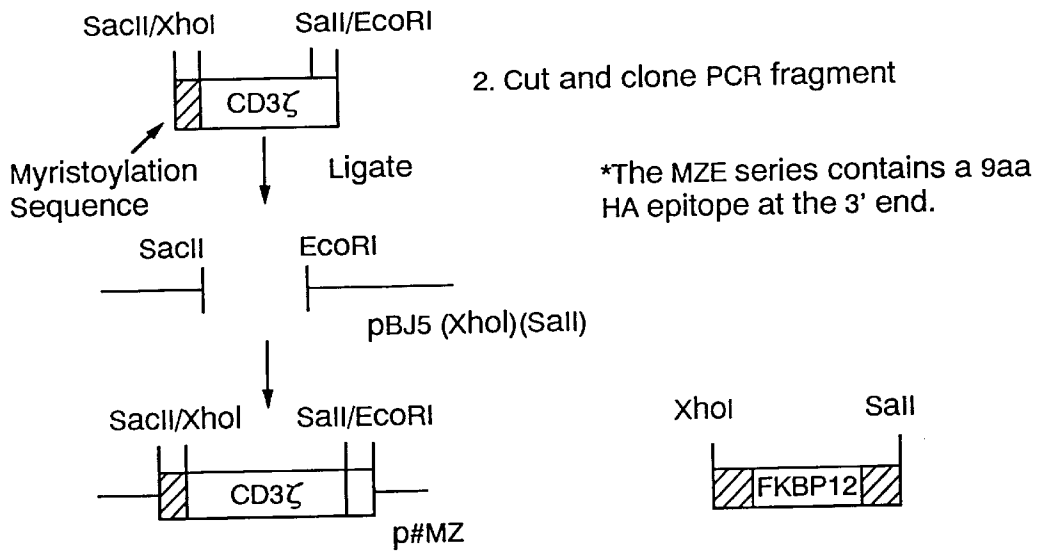 SacII/XhoI SalI/EcoRI
CD3ζ
2. Cut and clone PCR fragment
Myristoylation
Sequence
Ligate
*The MZE series contains a 9aa
HA epitope at the 3' end.
SacII EcoRI
pBJ5 (XhoI)(SalI)
SacII/XhoI SalI/EcoRI
CD3ζ
p#MZ
XhoI SalI
FKBP12